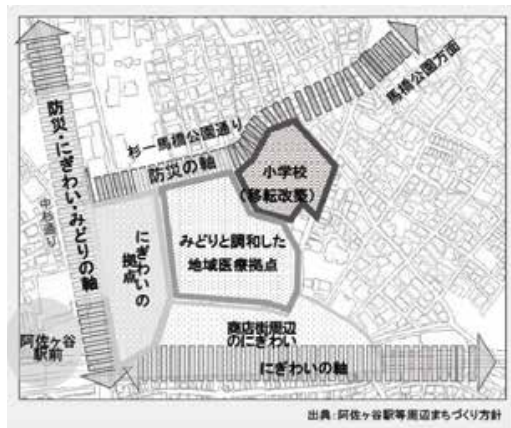 防災・にぎわい・みどりの軸
中杉通り
杉一馬橋公園通り
防災の軸
馬橋公園方面
小学校
(移転改築)
にぎわいの
拠点
みどりと調和した
地域医療拠点
阿佐ヶ谷
駅前
商店街周辺
のにぎわい
にぎわいの軸
出典:阿佐ヶ谷駅等周辺まちづくり方針